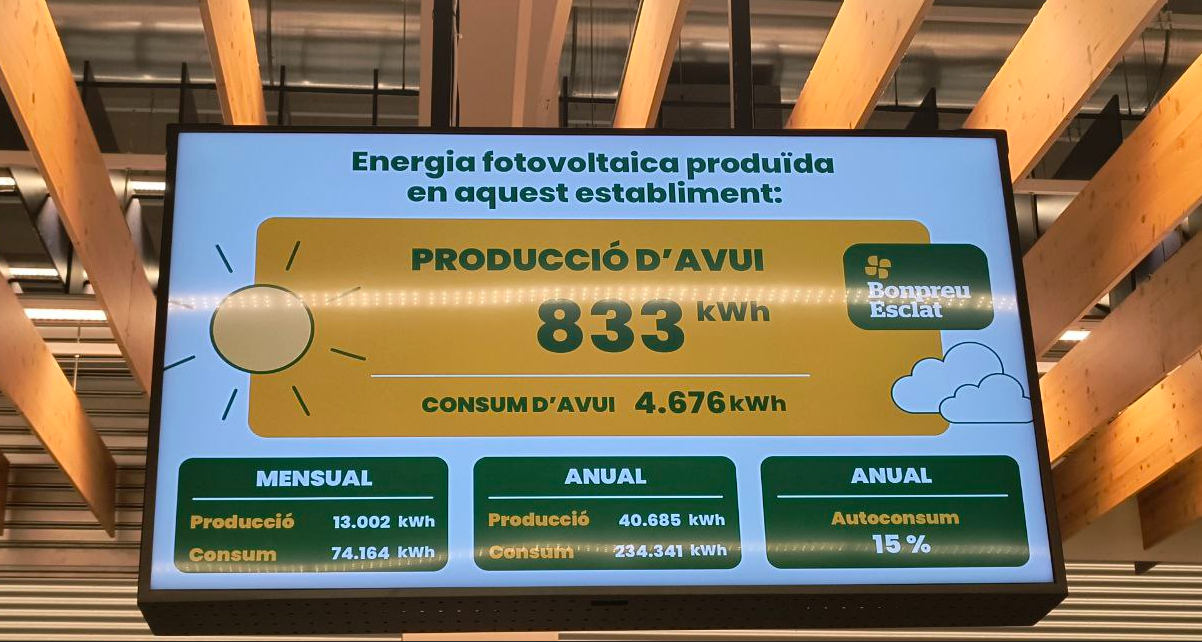 Energia fotovoltaica produïda
en aquest establiment:
PRODUCCIÓ D'AVUI
833 kWh
Bonpreu
Esclat
CONSUM D'AVUI 4.676 kWh
MENSUAL
Producció 13.002 kWh
Consum 74.164 kWh
ANUAL
Producció 40.685 kWh
Consum 234.341 kWh
ANUAL
Autoconsum
15 %